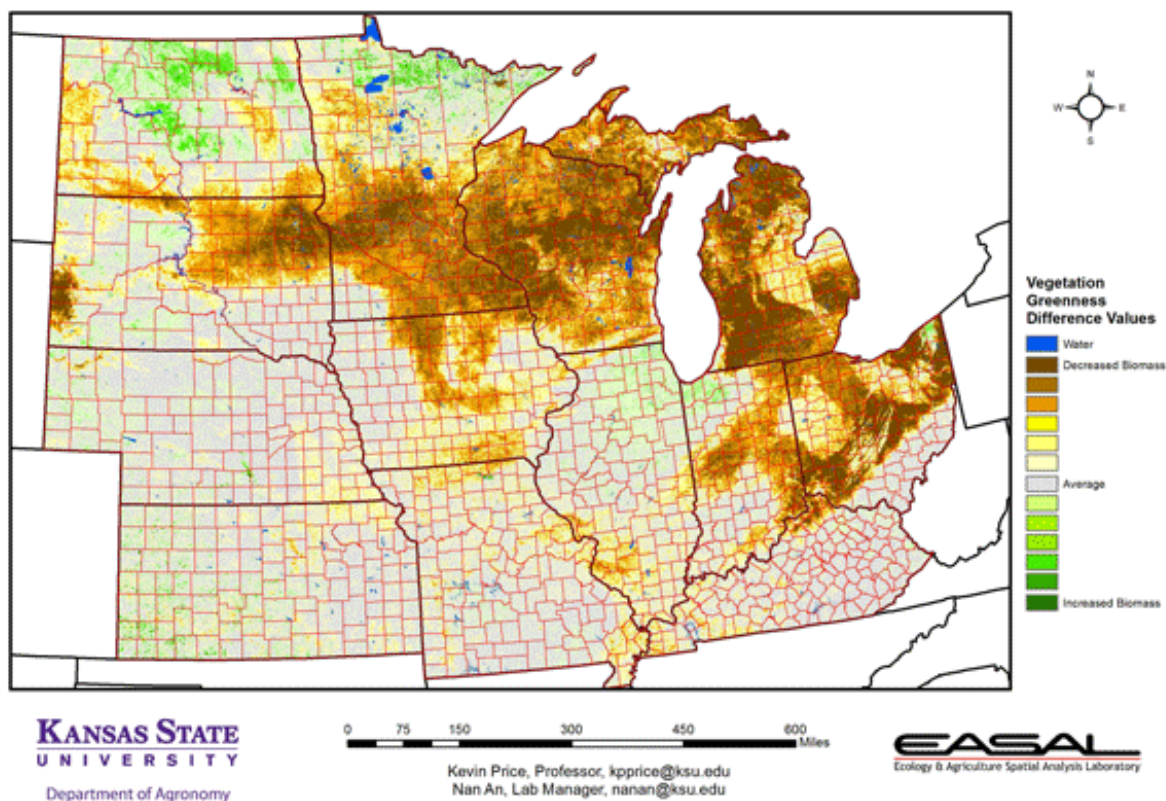 N
W
E
S
Vegetation
Greenness
Difference Values
Water
Decreased Biomass
Average
Increased Biomass
KANSAS STATE
UNIVERSITY
Department of Agronomy
0 75 150 300 450 600
Miles
Kevin Price, Professor, kpprice@ksu.edu
Nan An, Lab Manager, nanan@ksu.edu
EASAL
Ecology & Agriculture Spatial Analysis Laboratory